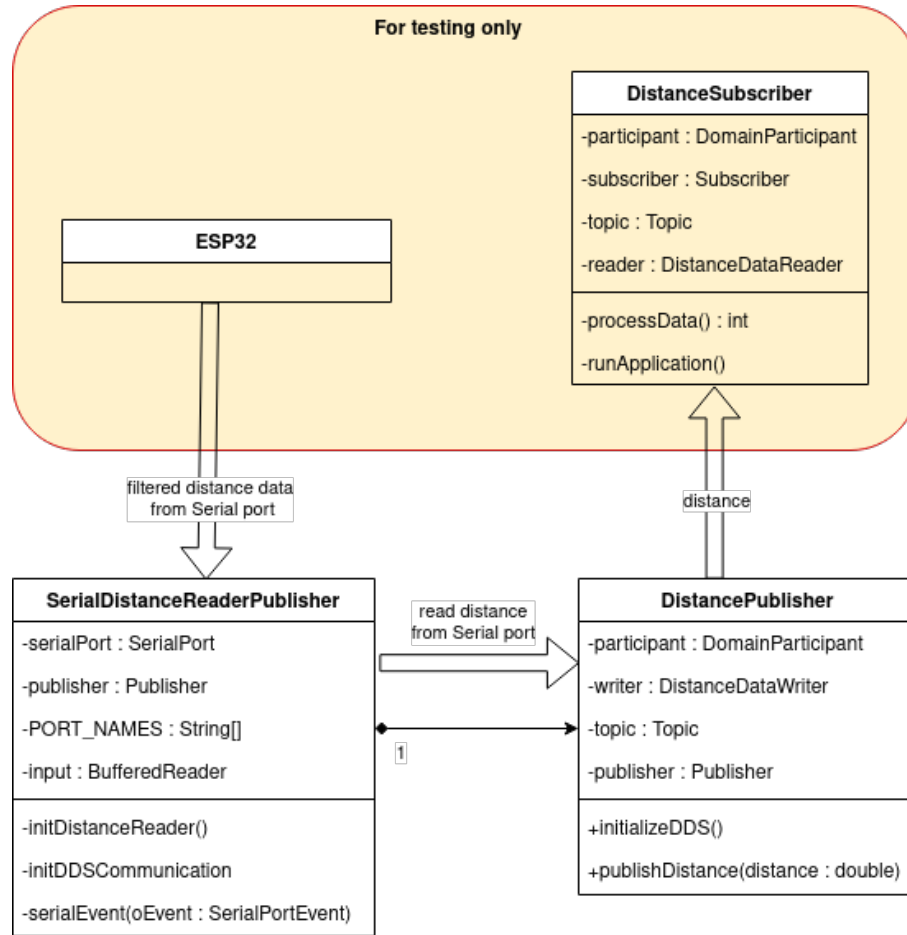 For testing only
DistanceSubscriber
-participant : DomainParticipant
-subscriber : Subscriber
-topic : Topic
-reader : DistanceDataReader
-processData() : int
-runApplication()
ESP32
filtered distance data
from Serial port
distance
SerialDistanceReaderPublisher
-serialPort : SerialPort
-publisher : Publisher
-PORT_NAMES : String[]
-input : BufferedReader
-initDistanceReader()
-initDDSCommunication
-serialEvent(oEvent : SerialPortEvent)
read distance
from Serial port
1
DistancePublisher
-participant : DomainParticipant
-writer : DistanceDataWriter
-topic : Topic
-publisher : Publisher
+initializeDDS()
+publishDistance(distance : double)